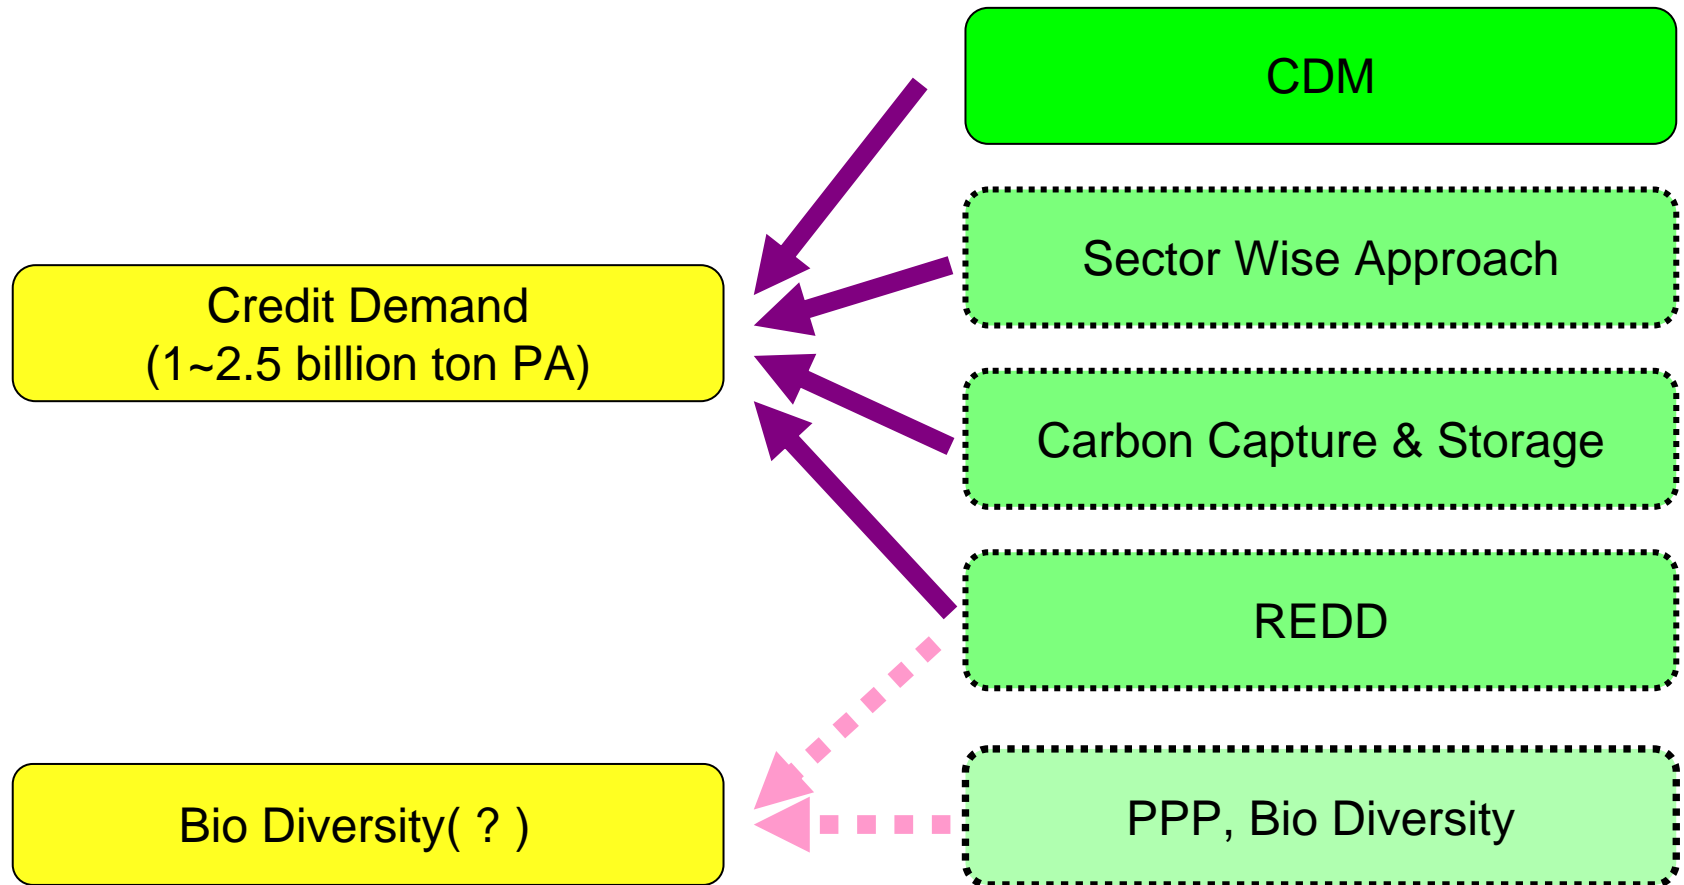 CDM
Sector Wise Approach
Credit Demand
(1~2.5 billion ton PA)
Carbon Capture & Storage
REDD
Bio Diversity( ? )
PPP, Bio Diversity